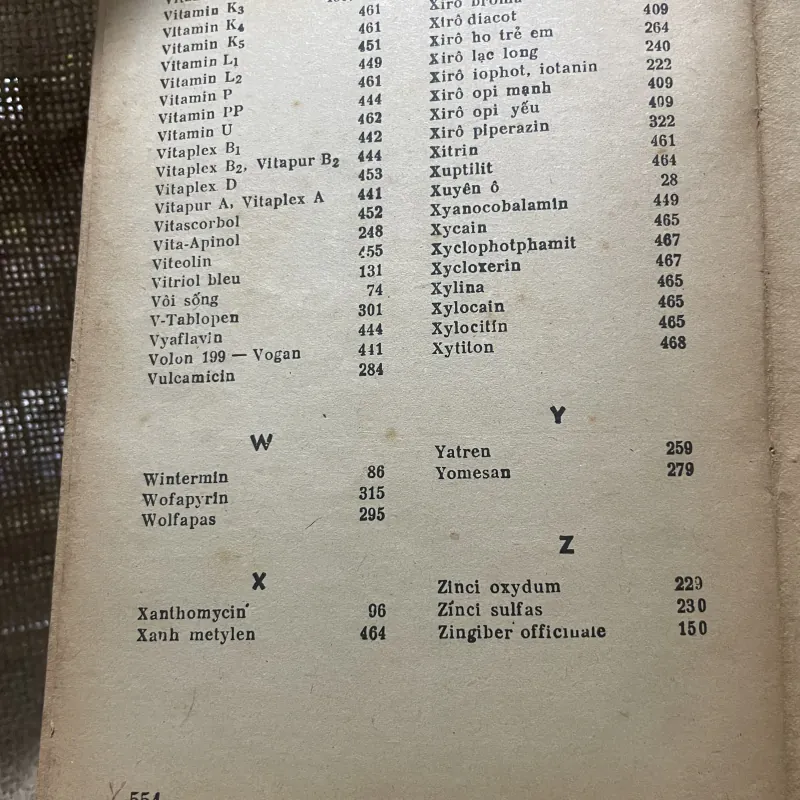 Vitamin K3
Vitamin K4 461
Vitamin K5 461
Vitamin L1 451
Vitamin L2 449
Vitamin P 461
Vitamin PP 444
Vitamin U 462
Vitaplex B1 442
Vitaplex B2, Vitapur B2 444
Vitaplex D 453
Vitapur A, Vitaplex A 441
Vitascorbol 452
Vita-Apinol 248
Viteolin 455
Vitriol bleu 131
Vôi sống 74
V-Tablopen 301
Vyaflavin 444
Volon 199 — Vogan 441
Vulcamicin 284
W
Wintermin 86
Wofapyrin 315
Wolfapas 295
X
Xanthomycin 96
Xanh metylen 464
Xirô broma
Xirô diacot 409
Xirô ho trẻ em 264
Xirô lạc long 240
Xirô iophot, iotanin 222
Xirô opi mạnh 409
Xirô opi yếu 409
Xirô piperazin 322
Xitrin 461
Xuptilit 464
Xuyên ô 28
Xyanocobalamin 449
Xycain 465
Xyclophotphamit 467
Xycloxerin 467
Xylina 465
Xylocain 465
Xylocitin 465
Xytiton 468
Y
Yatren 259
Yomesan 279
Z
Zinci oxydum 229
Zinci sulfas 230
Zingiber officinale 150
554